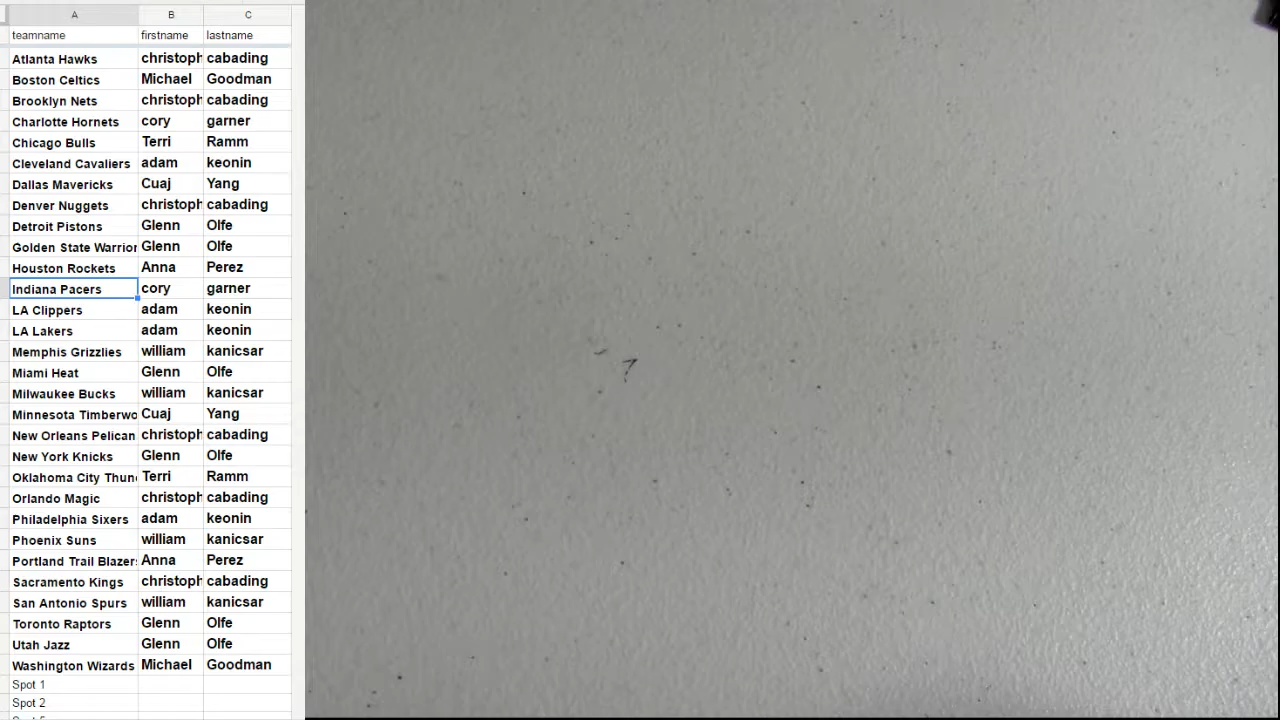 A B C
teamname firstname lastname
Atlanta Hawks christoph cabading
Boston Celtics Michael Goodman
Brooklyn Nets christoph cabading
Charlotte Hornets cory garner
Chicago Bulls Terri Ramm
Cleveland Cavaliers adam keonin
Dallas Mavericks Cuaj Yang
Denver Nuggets christoph cabading
Detroit Pistons Glenn Olfe
Golden State Warrior Glenn Olfe
Houston Rockets Anna Perez
Indiana Pacers cory garner
LA Clippers adam keonin
LA Lakers adam keonin
Memphis Grizzlies william kanicsar
Miami Heat Glenn Olfe
Milwaukee Bucks william kanicsar
Minnesota Timberwo Cuaj Yang
New Orleans Pelican christoph cabading
New York Knicks Glenn Olfe
Oklahoma City Thun Terri Ramm
Orlando Magic christoph cabading
Philadelphia Sixers adam keonin
Phoenix Suns william kanicsar
Portland Trail Blazers Anna Perez
Sacramento Kings christoph cabading
San Antonio Spurs william kanicsar
Toronto Raptors Glenn Olfe
Utah Jazz Glenn Olfe
Washington Wizards Michael Goodman
Spot 1
Spot 2